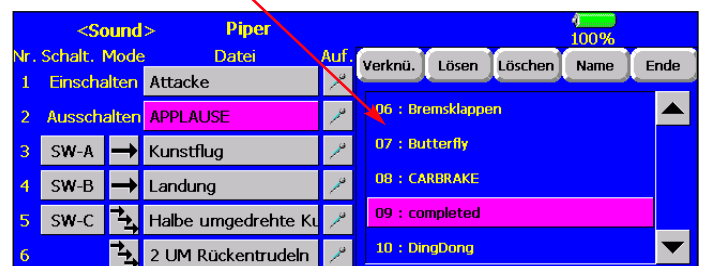 <Sound> Piper 100%
Nr. Schalt. Mode Datei Auf. Verknü. Lösen Löschen Name Ende
1 Einschalten Attacke
2 Ausschalten APPLAUSE
3 SW-A Kunstflug
4 SW-B Landung
5 SW-C Halbe umgedrehte Ku
6 2 UM Rückentrudeln
06 : Bremsklappen
07 : Butterfly
08 : CARBRAKE
09 : completed
10 : DingDong